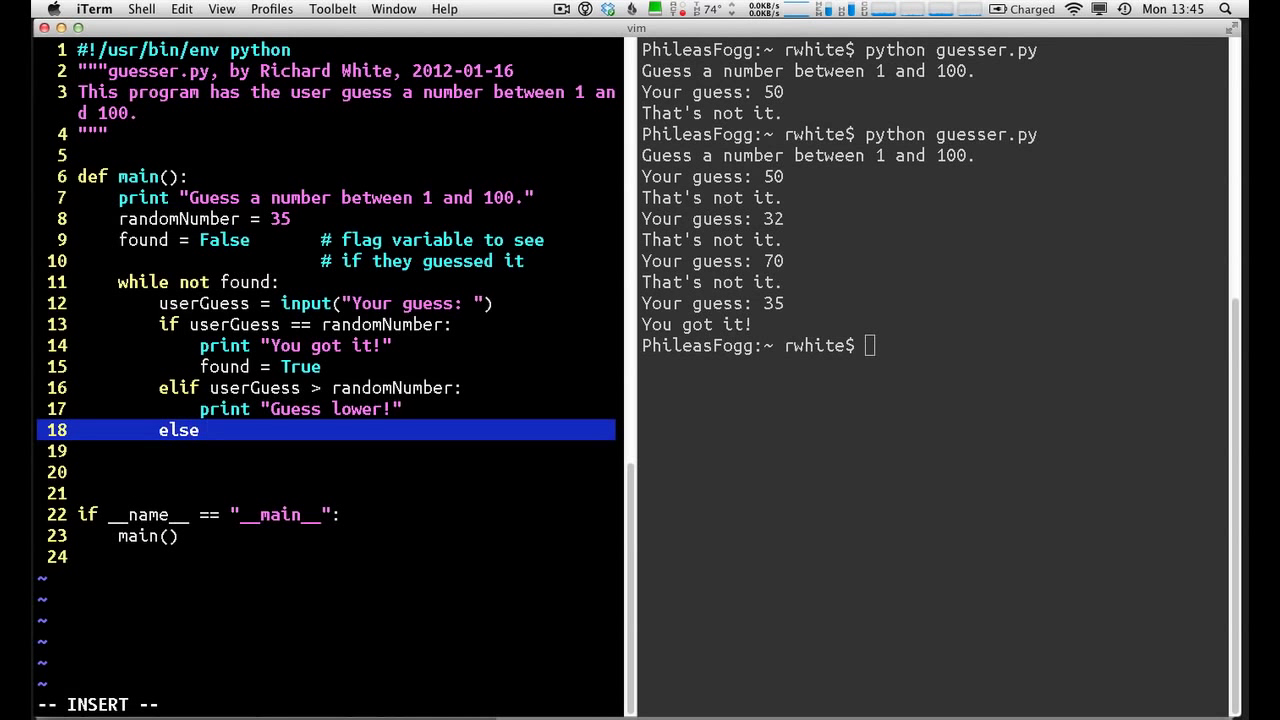 iTerm Shell Edit View Profiles Toolbelt Window Help 74° 0.0KB/s 0.0KB/s Charged Mon 13:45
vim
1 #!/usr/bin/env python
2 """guesser.py, by Richard White, 2012-01-16
3 This program has the user guess a number between 1 an
d 100.
4 """
5
6 def main():
7     print "Guess a number between 1 and 100."
8     randomNumber = 35
9     found = False       # flag variable to see
10                         # if they guessed it
11     while not found:
12         userGuess = input("Your guess: ")
13         if userGuess == randomNumber:
14             print "You got it!"
15             found = True
16         elif userGuess > randomNumber:
17             print "Guess lower!"
18         else
19
20
21
22 if __name__ == "__main__":
23     main()
24
~
~
~
~
~
~
-- INSERT --
PhileasFogg:~ rwhite$ python guesser.py
Guess a number between 1 and 100.
Your guess: 50
That's not it.
PhileasFogg:~ rwhite$ python guesser.py
Guess a number between 1 and 100.
Your guess: 50
That's not it.
Your guess: 32
That's not it.
Your guess: 70
That's not it.
Your guess: 35
You got it!
PhileasFogg:~ rwhite$